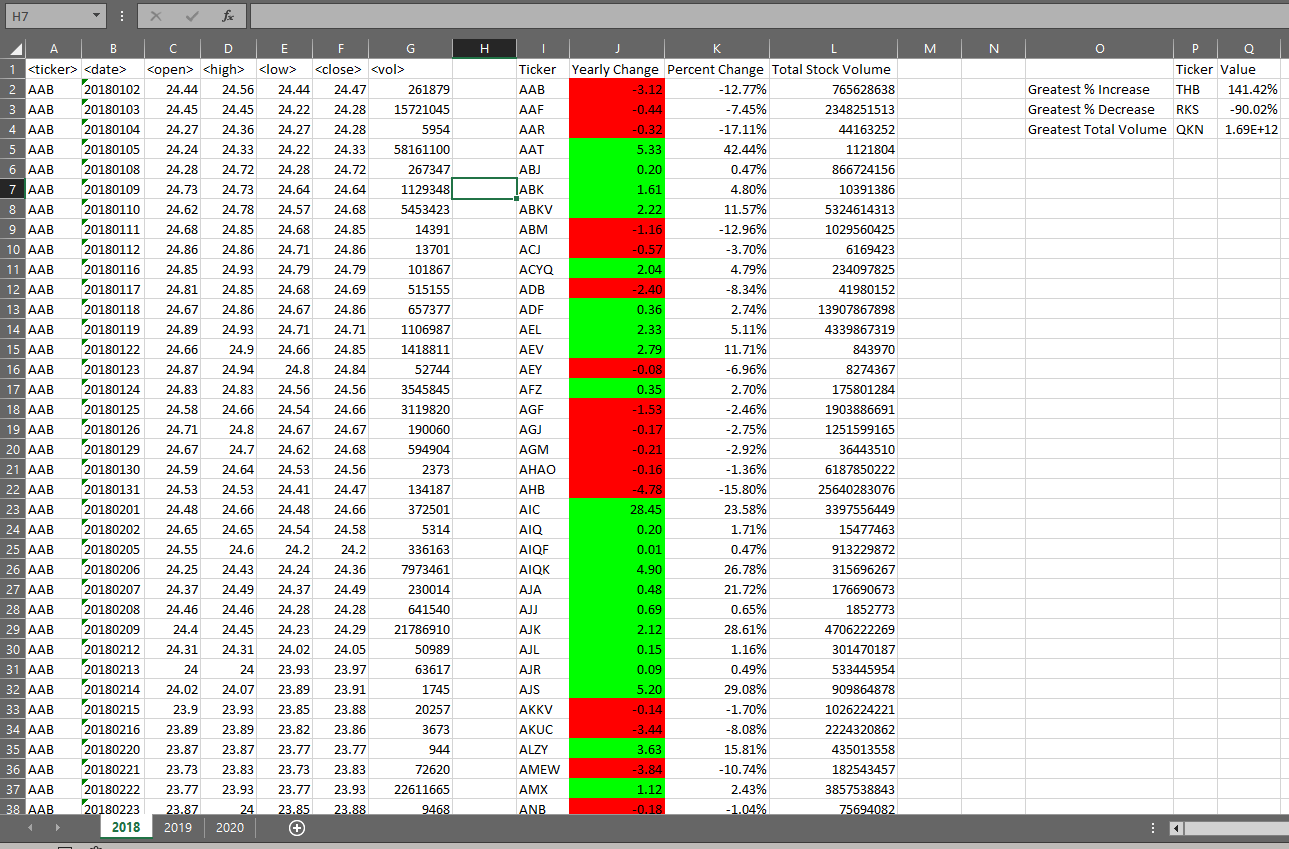 H7 fx
A B C D E F G H I J K L M N O P Q
1 <ticker> <date> <open> <high> <low> <close> <vol> Ticker Yearly Change Percent Change Total Stock Volume Ticker Value
2 AAB 20180102 24.44 24.56 24.44 24.47 261879 AAB -3.12 -12.77% 765628638 Greatest % Increase THB 141.42%
3 AAB 20180103 24.45 24.45 24.22 24.28 15721045 AAF -0.44 -7.45% 2348251513 Greatest % Decrease RKS -90.02%
4 AAB 20180104 24.27 24.36 24.27 24.28 5954 AAR -0.32 -17.11% 44163252 Greatest Total Volume QKN 1.69E+12
5 AAB 20180105 24.24 24.33 24.22 24.33 58161100 AAT 5.33 42.44% 1121804
6 AAB 20180108 24.28 24.72 24.28 24.72 267347 ABJ 0.20 0.47% 866724156
7 AAB 20180109 24.73 24.73 24.64 24.64 1129348 ABK 1.61 4.80% 10391386
8 AAB 20180110 24.62 24.78 24.57 24.68 5453423 ABKV 2.22 11.57% 5324614313
9 AAB 20180111 24.68 24.85 24.68 24.85 14391 ABM -1.16 -12.96% 1029560425
10 AAB 20180112 24.86 24.86 24.71 24.86 13701 ACJ -0.57 -3.70% 6169423
11 AAB 20180116 24.85 24.93 24.79 24.79 101867 ACYQ 2.04 4.79% 234097825
12 AAB 20180117 24.81 24.85 24.68 24.69 515155 ADB -2.40 -8.34% 41980152
13 AAB 20180118 24.67 24.86 24.67 24.86 657377 ADF 0.36 2.74% 13907867898
14 AAB 20180119 24.89 24.93 24.71 24.71 1106987 AEL 2.33 5.11% 4339867319
15 AAB 20180122 24.66 24.9 24.66 24.85 1418811 AEV 2.79 11.71% 843970
16 AAB 20180123 24.87 24.94 24.8 24.84 52744 AEY -0.08 -6.96% 8274367
17 AAB 20180124 24.83 24.83 24.56 24.56 3545845 AFZ 0.35 2.70% 175801284
18 AAB 20180125 24.58 24.66 24.54 24.66 3119820 AGF -1.53 -2.46% 1903886691
19 AAB 20180126 24.71 24.8 24.67 24.67 190060 AGJ -0.17 -2.75% 1251599165
20 AAB 20180129 24.67 24.7 24.62 24.68 594904 AGM -0.21 -2.92% 36443510
21 AAB 20180130 24.59 24.64 24.53 24.56 2373 AHAO -0.16 -1.36% 6187850222
22 AAB 20180131 24.53 24.53 24.41 24.47 134187 AHB -4.78 -15.80% 25640283076
23 AAB 20180201 24.48 24.66 24.48 24.66 372501 AIC 28.45 23.58% 3397556449
24 AAB 20180202 24.65 24.65 24.54 24.58 5314 AIQ 0.20 1.71% 15477463
25 AAB 20180205 24.55 24.6 24.2 24.2 336163 AIQF 0.01 0.47% 913229872
26 AAB 20180206 24.25 24.43 24.24 24.36 7973461 AIQK 4.90 26.78% 315696267
27 AAB 20180207 24.37 24.49 24.37 24.49 230014 AJA 0.48 21.72% 176690673
28 AAB 20180208 24.46 24.46 24.28 24.28 641540 AJJ 0.69 0.65% 1852773
29 AAB 20180209 24.4 24.45 24.23 24.29 21786910 AJK 2.12 28.61% 4706222269
30 AAB 20180212 24.31 24.31 24.02 24.05 50989 AJL 0.15 1.16% 301470187
31 AAB 20180213 24 24 23.93 23.97 63617 AJR 0.09 0.49% 533445954
32 AAB 20180214 24.02 24.07 23.89 23.91 1745 AJS 5.20 29.08% 909864878
33 AAB 20180215 23.9 23.93 23.85 23.88 20257 AKKV -0.14 -1.70% 1026224221
34 AAB 20180216 23.89 23.89 23.82 23.86 3673 AKUC -3.44 -8.08% 2224320862
35 AAB 20180220 23.87 23.87 23.77 23.77 944 ALZY 3.63 15.81% 435013558
36 AAB 20180221 23.73 23.83 23.73 23.83 72620 AMEW -3.84 -10.74% 182543457
37 AAB 20180222 23.77 23.93 23.77 23.93 22611665 AMX 1.12 2.43% 3857538843
38 AAB 20180223 23.87 24 23.85 23.88 9468 ANB -0.18 -1.04% 75694082
2018 2019 2020